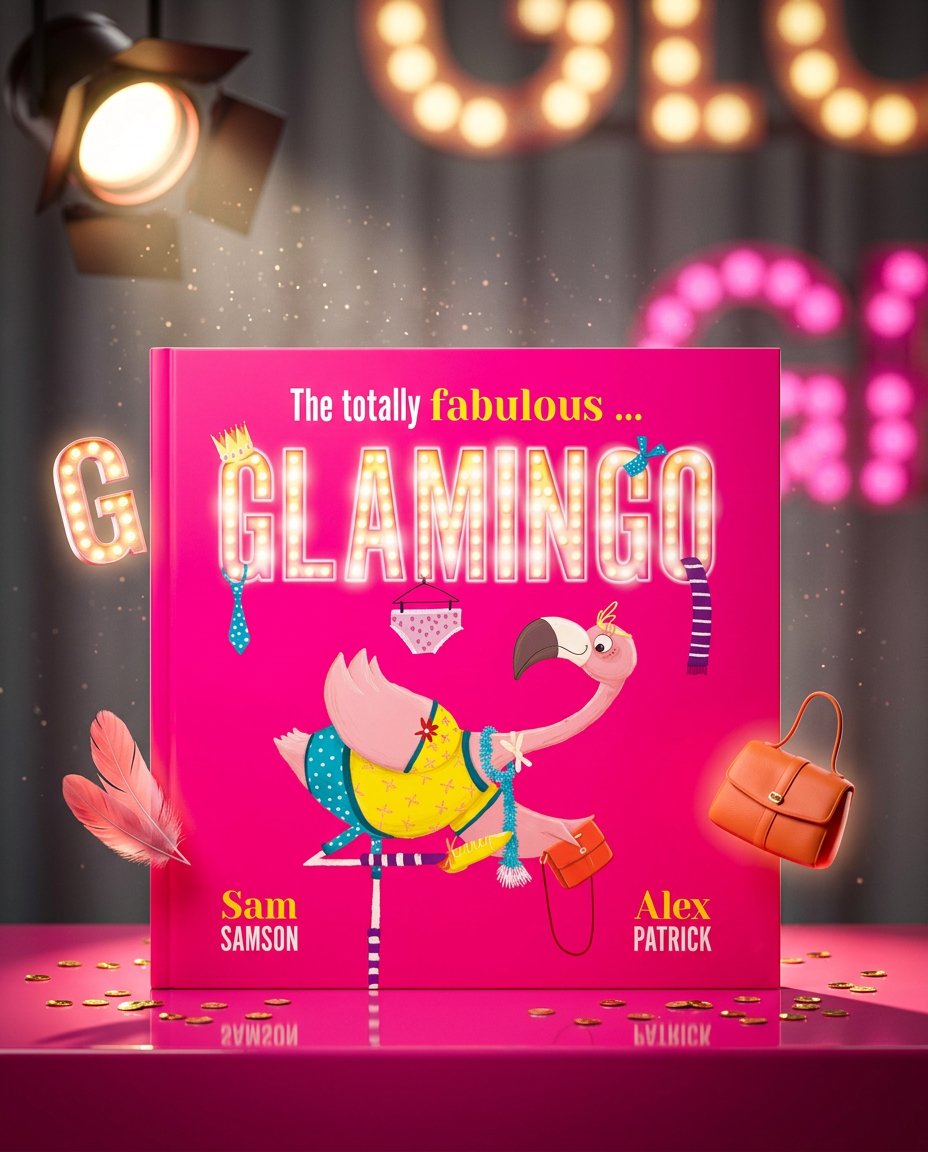 The totally fabulous ...
GLAMINGO
G
Sam
SAMSON
Alex
PATRICK